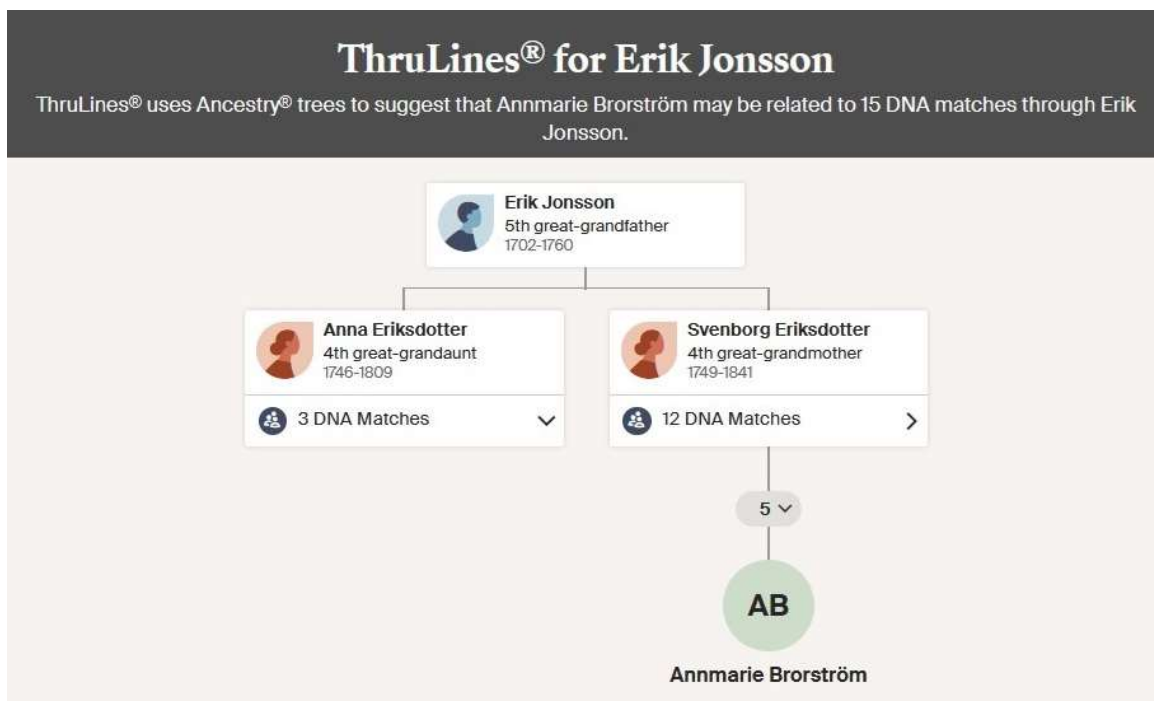 ThruLines® for Erik Jonsson
ThruLines® uses Ancestry® trees to suggest that Annmarie Brorström may be related to 15 DNA matches through Erik
Jonsson.
Erik Jonsson
5th great-grandfather
1702-1760
Anna Eriksdotter
4th great-grandaunt
1746-1809
3 DNA Matches
Svenborg Eriksdotter
4th great-grandmother
1749-1841
12 DNA Matches
5
AB
Annmarie Brorström